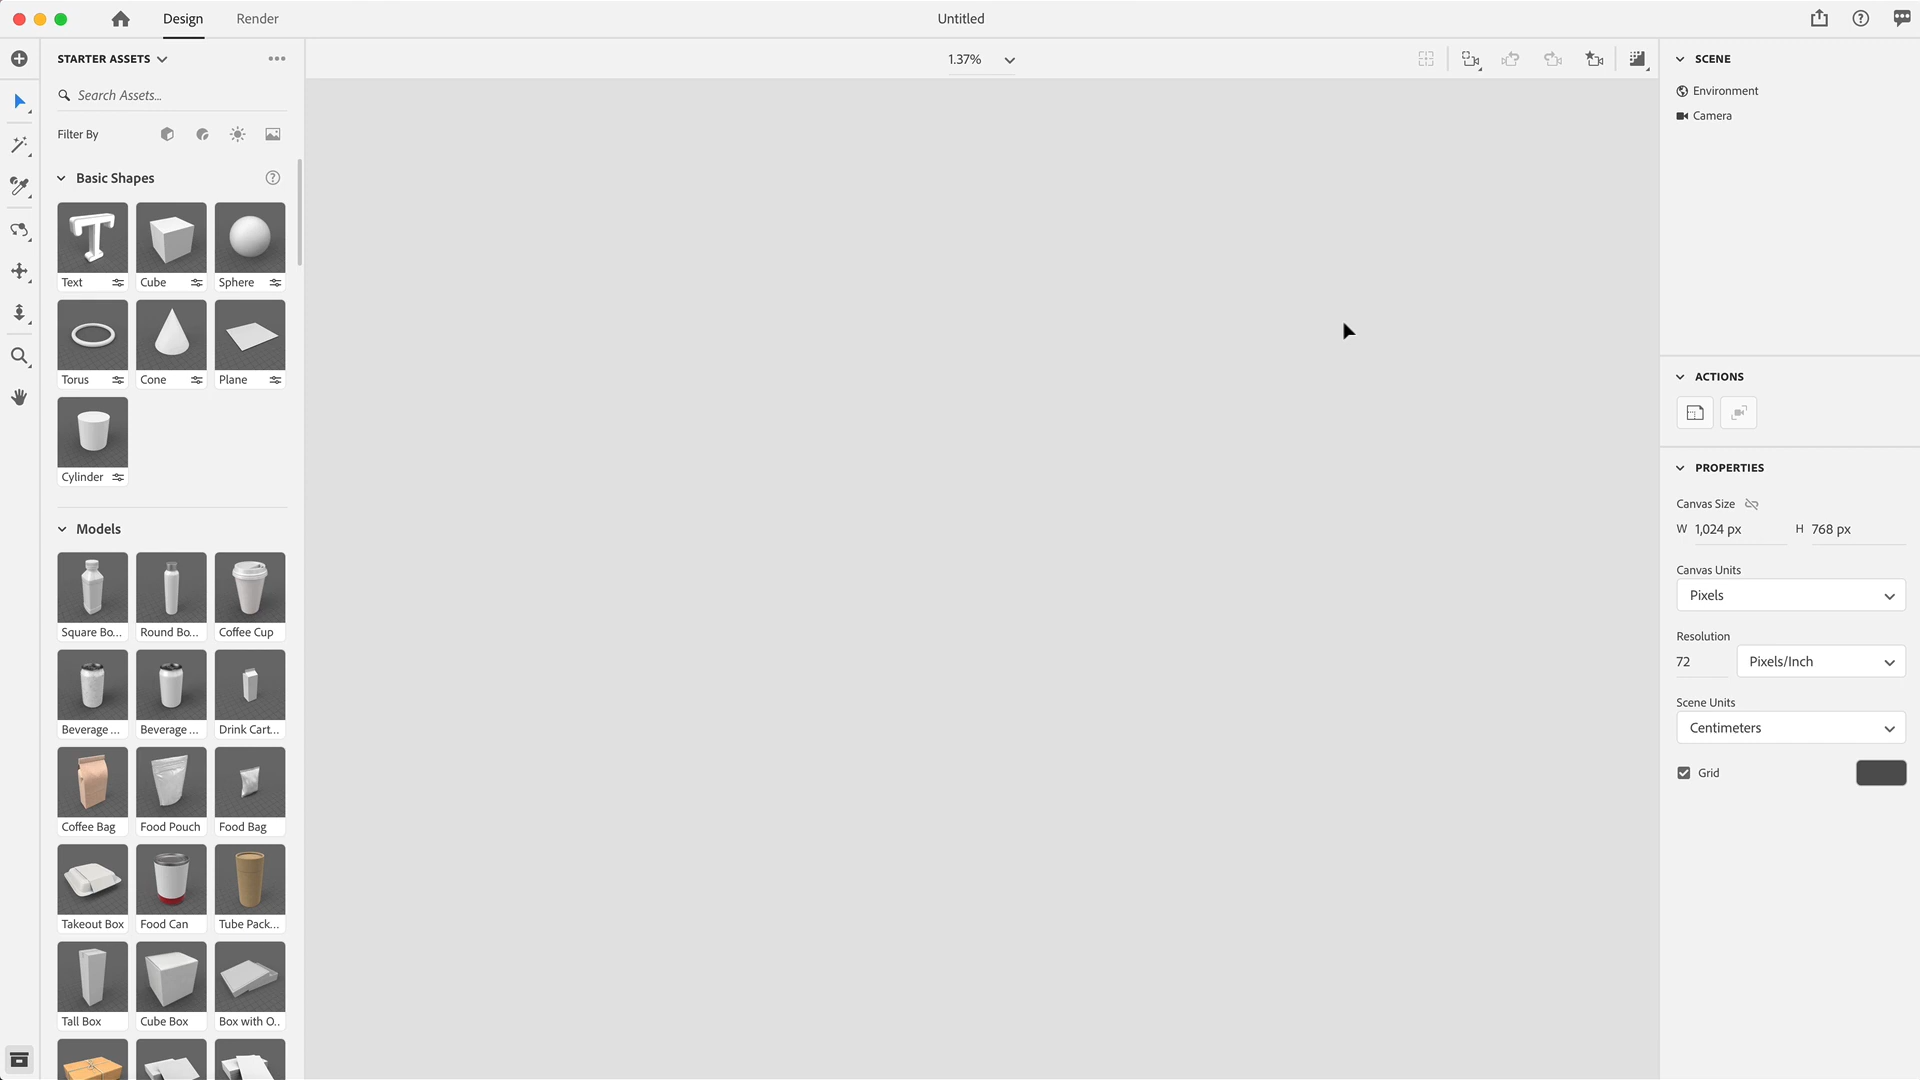 Design
Render
Untitled
STARTER ASSETS
1.37%
SCENE
Search Assets...
Environment
Camera
Filter By
Basic Shapes
Text
Cube
Sphere
Torus
Cone
Plane
Cylinder
Models
Square Bo...
Round Bo...
Coffee Cup
Beverage ...
Beverage ...
Drink Cart...
Coffee Bag
Food Pouch
Food Bag
Takeout Box
Food Can
Tube Pack...
Tall Box
Cube Box
Box with O..
ACTIONS
PROPERTIES
Canvas Size
W 1,024 px H 768 px
Canvas Units
Pixels
Resolution
72 Pixels/Inch
Scene Units
Centimeters
Grid